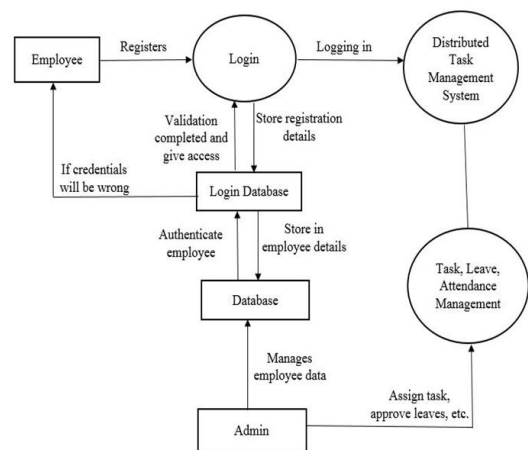 Employee
Registers
Login
Logging in
Distributed
Task
Management
System
Validation
completed and
give access
Store registration
details
If credentials
will be wrong
Login Database
Authenticate
employee
Store in
employee details
Database
Task, Leave,
Attendance
Management
Manages
employee data
Assign task,
approve leaves, etc.
Admin